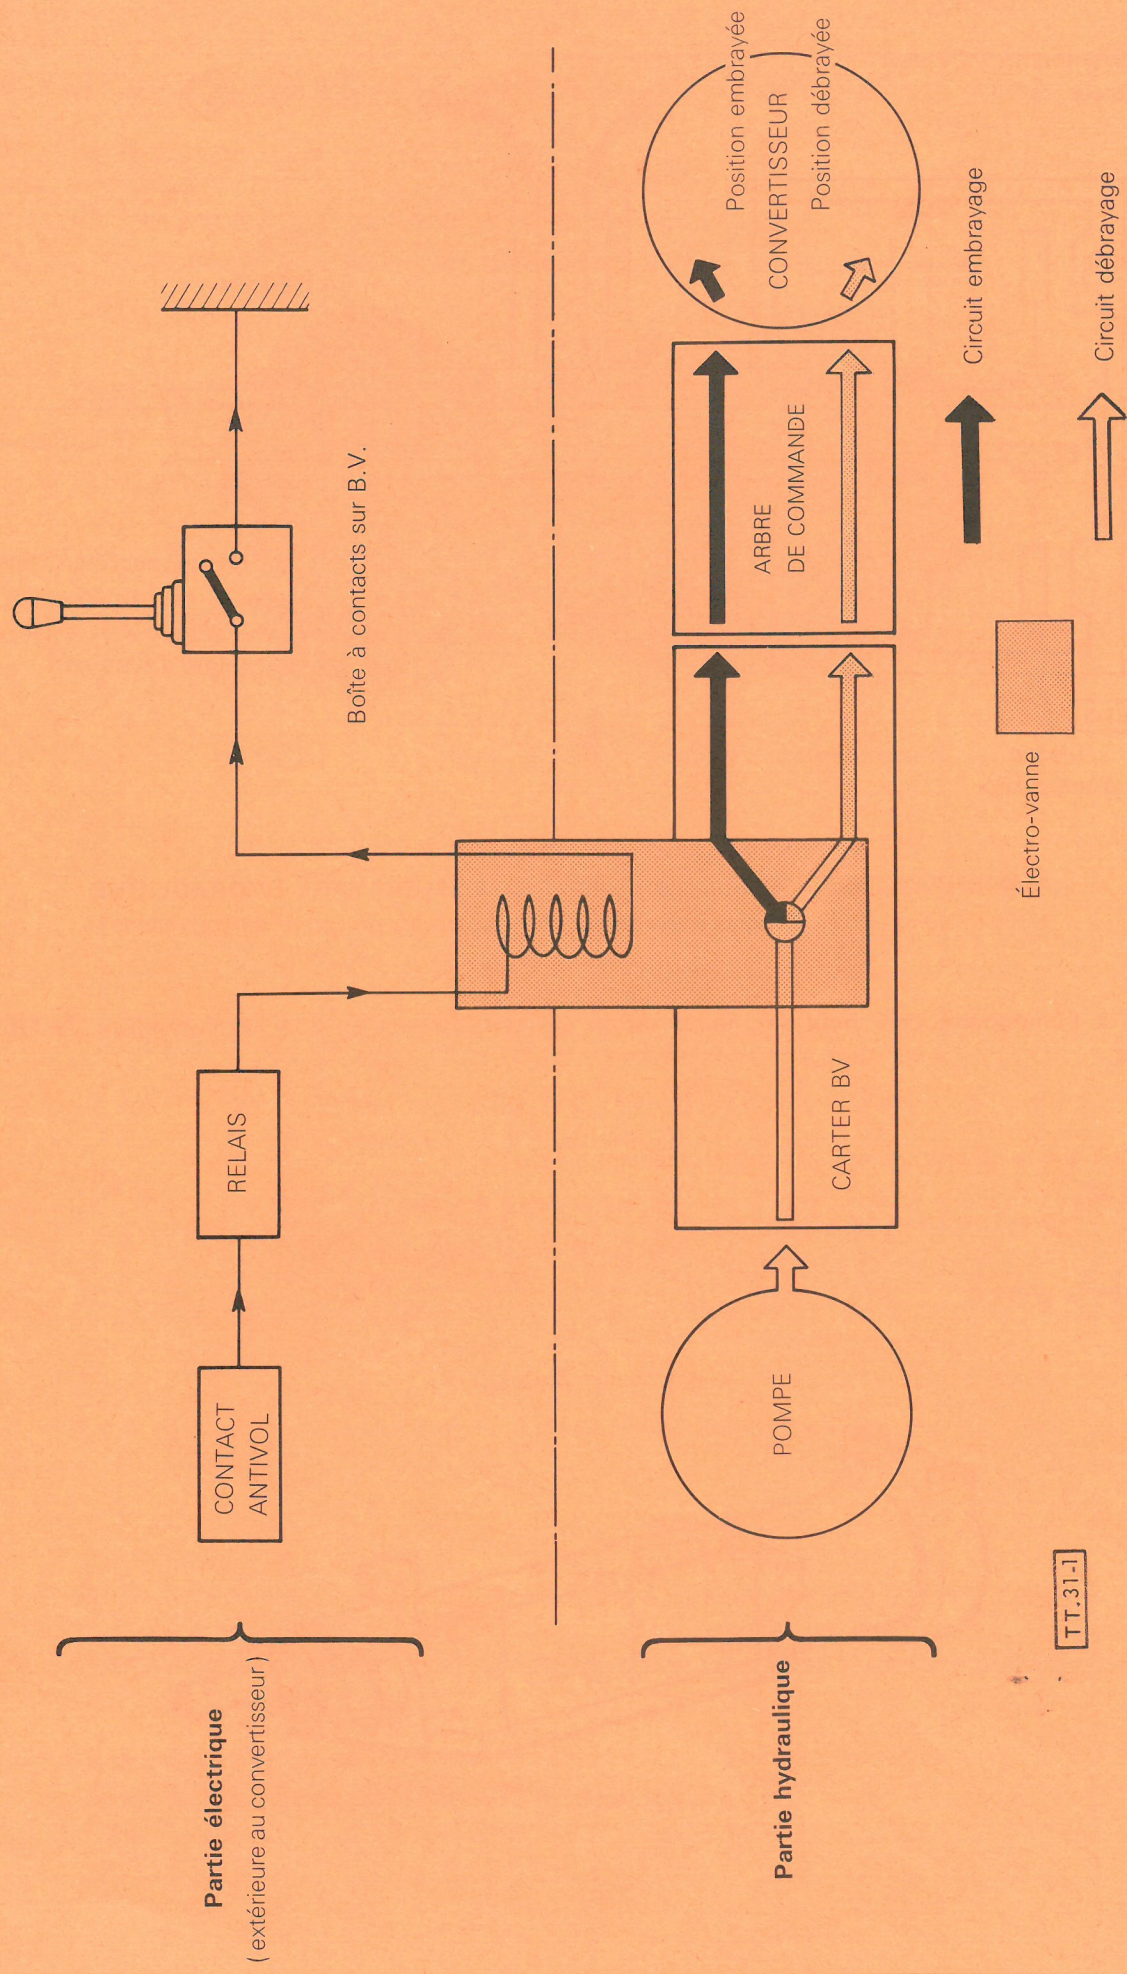 Partie électrique
(extérieure au convertisseur)
CONTACT
ANTIVOL
RELAIS
Boîte à contacts sur B.V.
Partie hydraulique
POMPE
CARTER BV
ARBRE
DE COMMANDE
Position embrayée
CONVERTISSEUR
Position débrayée
Électro-vanne
Circuit embrayage
Circuit débrayage
TT.31-1